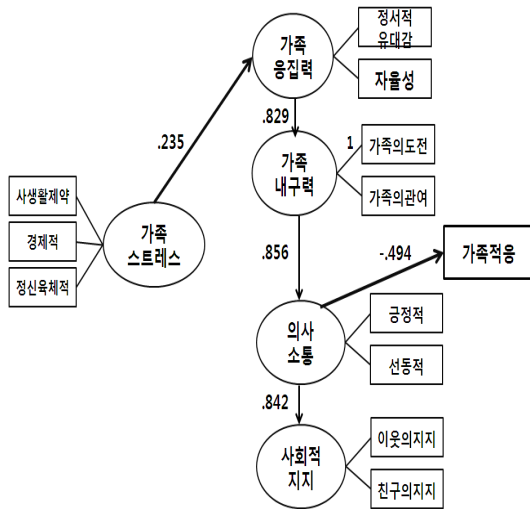 가족
응집력
정서적
유대감
자율성
.829
.235
가족
내구력
1
가족의도전
가족의관여
사생활제약
경제적
정신육체적
가족
스트레스
.856
-.494
가족적응
의사
소통
긍정적
선동적
.842
사회적
지지
이웃의지지
친구의지지